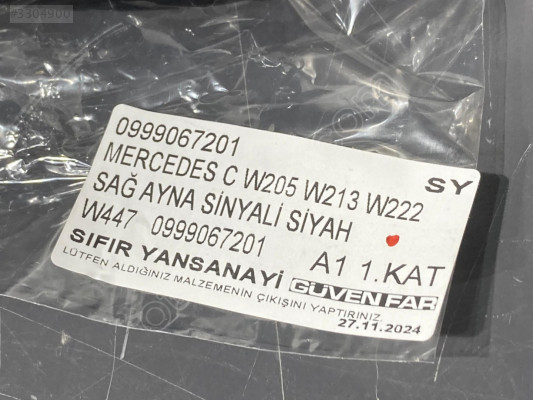 #3304900
0999067201
SY
MERCEDES C W205 W213 W222
SAĞ AYNA SİNYALİ SİYAH
W447 0999067201
A1 1.KAT
SIFIR YANSANAYİ GÜVEN FAR
LÜTFEN ALDIĞINIZ MALZEMENİN ÇIKIŞINI YAPTIRINIZ.
27.11.2024